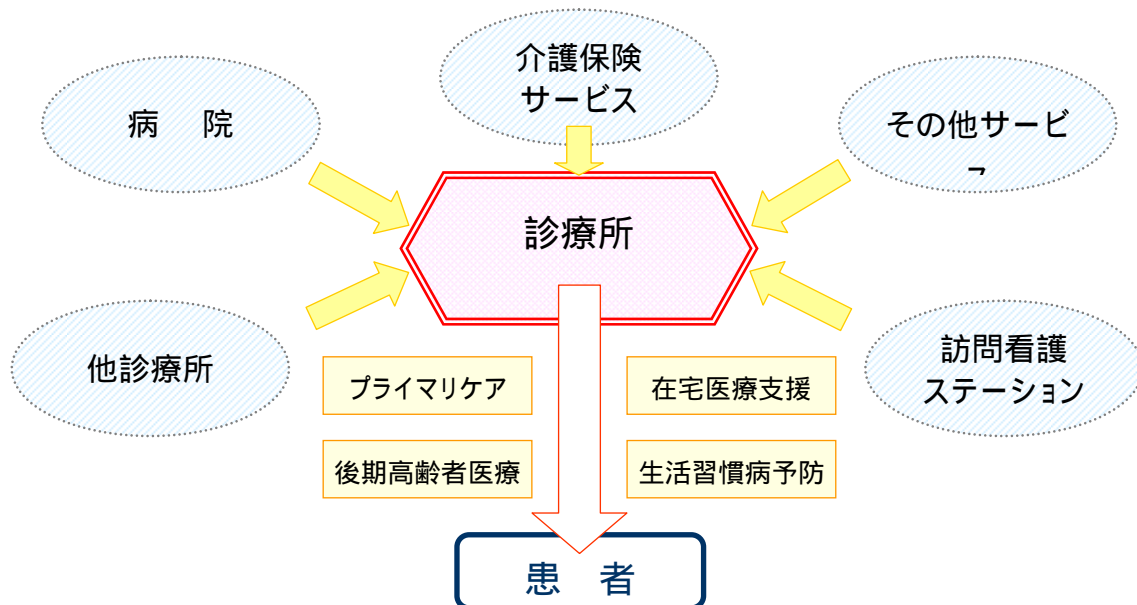 介護保険
サービス
病 院
その他サービ
診療所
他診療所
訪問看護
ステーション
プライマリケア
在宅医療支援
後期高齢者医療
生活習慣病予防
患 者